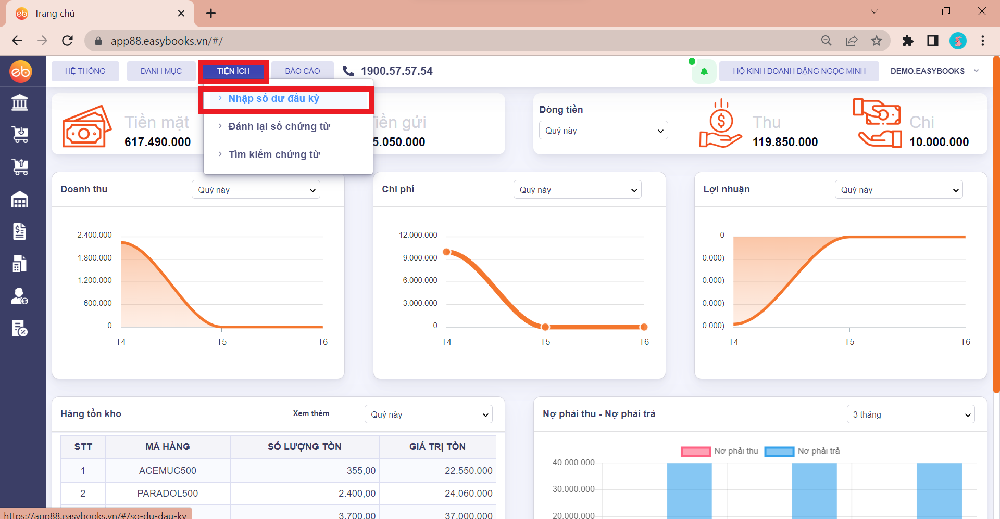 Trang chủ
app88.easybooks.vn/#/
eb
HỆ THỐNG
DANH MỤC
TIỆN ÍCH
BÁO CÁO
1900.57.57.54
HỘ KINH DOANH ĐẶNG NGỌC MINH
DEMO.EASYBOOKS
Nhập số dư đầu kỳ
Đánh lại số chứng từ
Tìm kiếm chứng từ
Tiền mặt
617.490.000
iền gửi
5.050.000
Dòng tiền
Quý này
Thu
119.850.000
Chi
10.000.000
Doanh thu
Quý này
2.400.000
1.800.000
1.200.000
600.000
0
T4 T5 T6
Chi phí
Quý này
12.000.000
9.000.000
6.000.000
3.000.000
0
T4 T5 T6
Lợi nhuận
Quý này
0
0.000)
0.000)
0.000)
0.000)
T4 T5 T6
Hàng tồn kho
Xem thêm
Quý này
STT MÃ HÀNG SỐ LƯỢNG TỒN GIÁ TRỊ TỒN
1 ACEMUC500 355,00 22.550.000
2 PARADOL500 2.400,00 24.060.000
3.700,00 37.000.000
Nợ phải thu - Nợ phải trả
3 tháng
Nợ phải thu Nợ phải trả
40.000.000
30.000.000
20.000.000
https://app88.easybooks.vn/#/so-du-dau-ky